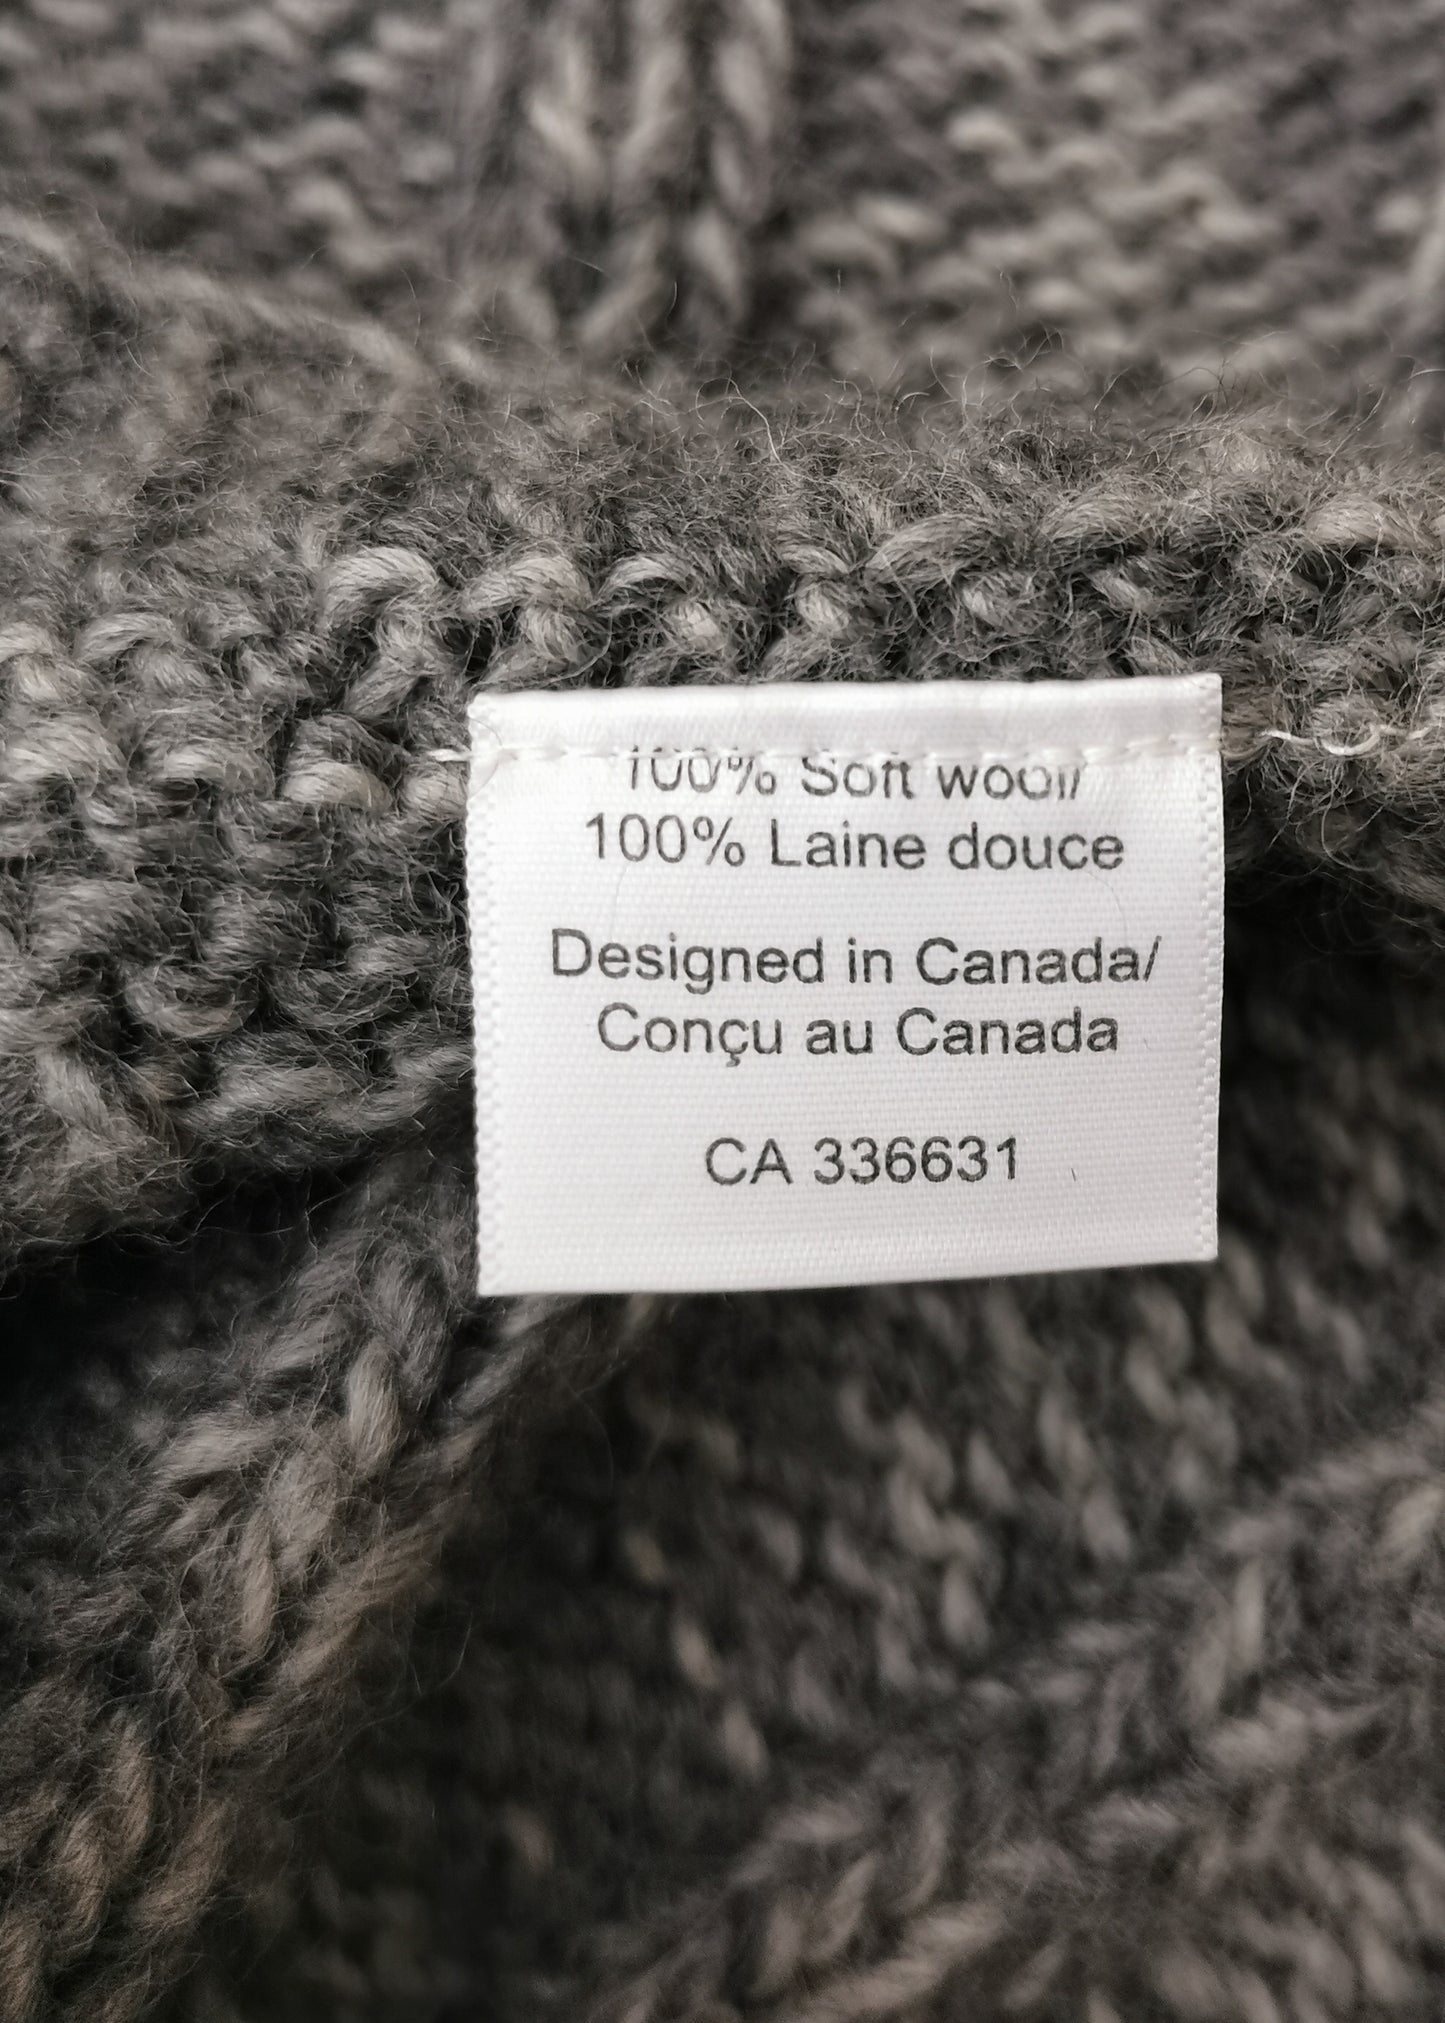 100% Soft wool/
100% Laine douce
Designed in Canada/
Conçu au Canada
CA 336631